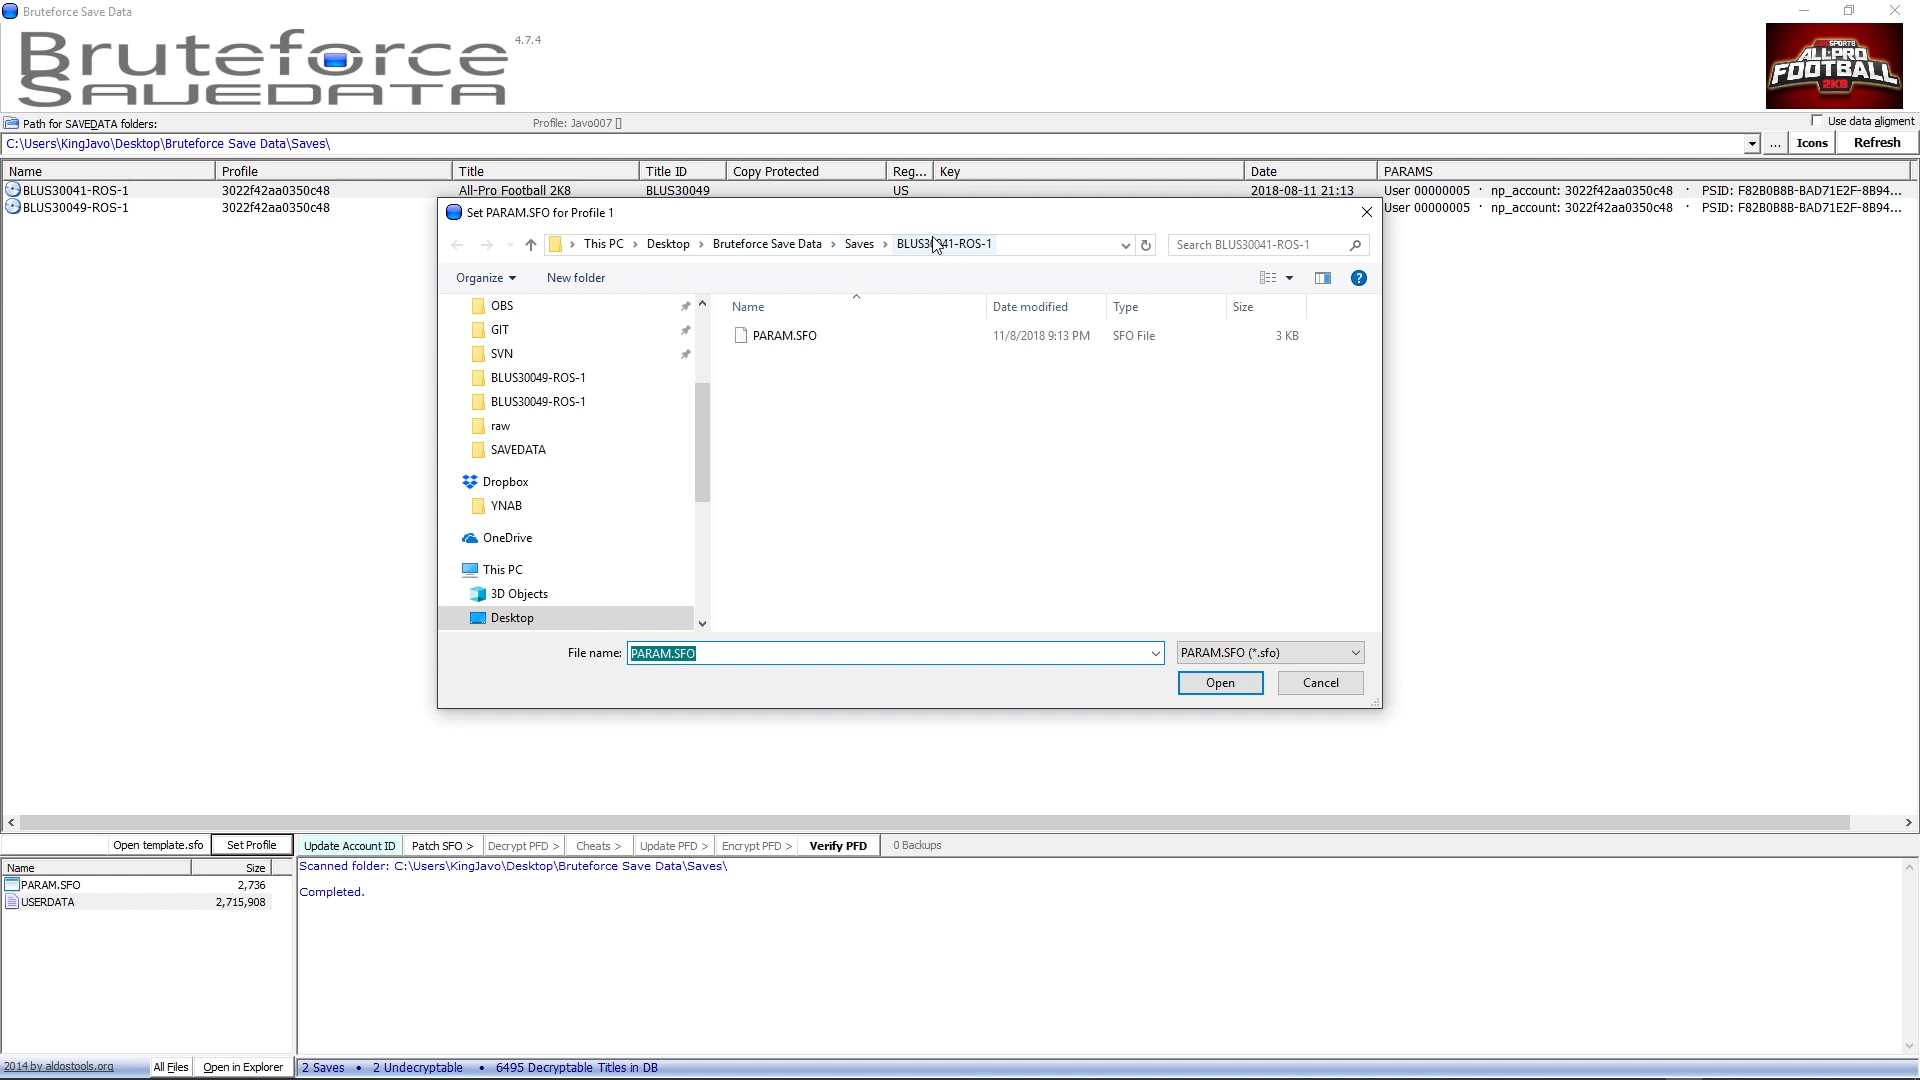 Bruteforce Save Data
Bruteforce
SAVEDATA
4.7.4
SPORTS
ALL-PRO
FOOTBALL
2K8
Path for SAVEDATA folders:
Profile: Javo007 []
Use data aligment
C:\Users\KingJavo\Desktop\Bruteforce Save Data\Saves\
... Icons Refresh
Name Profile Title Title ID Copy Protected Reg... Key Date PARAMS
BLUS30041-ROS-1 3022f42aa0350c48 All-Pro Football 2K8 BLUS30049 US 2018-08-11 21:13 User 00000005 · np_account: 3022f42aa0350c48 · PSID: F82B0B8B-BAD71E2F-8B94...
BLUS30049-ROS-1 3022f42aa0350c48 User 00000005 · np_account: 3022f42aa0350c48 · PSID: F82B0B8B-BAD71E2F-8B94...
Set PARAM.SFO for Profile 1
This PC > Desktop > Bruteforce Save Data > Saves > BLUS30041-ROS-1
Search BLUS30041-ROS-1
Organize New folder
OBS
GIT
SVN
BLUS30049-ROS-1
BLUS30049-ROS-1
raw
SAVEDATA
Dropbox
YNAB
OneDrive
This PC
3D Objects
Desktop
Name Date modified Type Size
PARAM.SFO 11/8/2018 9:13 PM SFO File 3 KB
File name: PARAM.SFO PARAM.SFO (*.sfo)
Open Cancel
Open template.sfo Set Profile Update Account ID Patch SFO > Decrypt PFD > Cheats > Update PFD > Encrypt PFD > Verify PFD 0 Backups
Name Size
PARAM.SFO 2,736
USERDATA 2,715,908
Scanned folder: C:\Users\KingJavo\Desktop\Bruteforce Save Data\Saves\
Completed.
2014 by aldostools.org All Files Open in Explorer 2 Saves • 2 Undecryptable • 6495 Decryptable Titles in DB